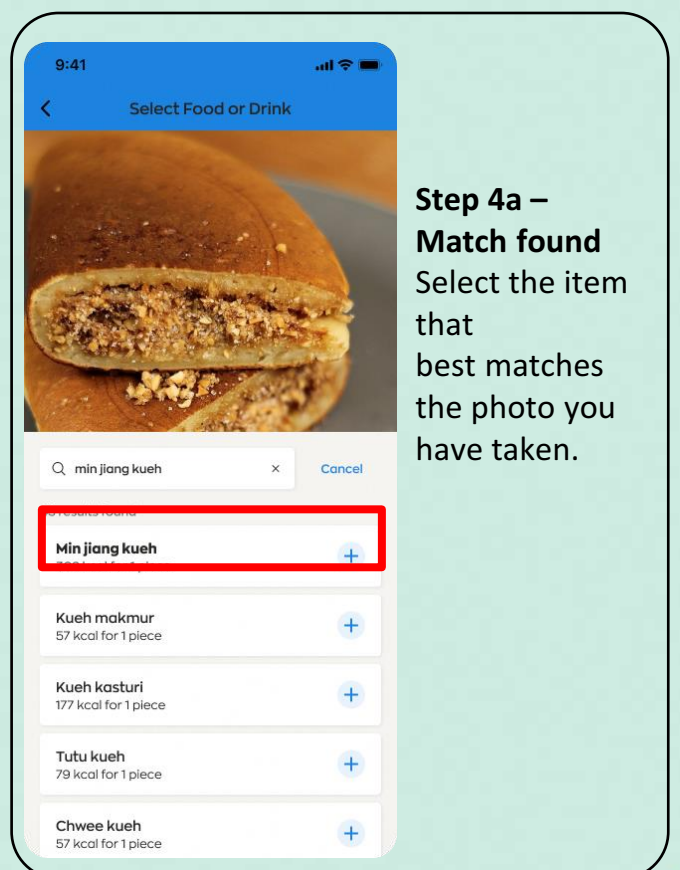 9:41
Select Food or Drink
min jiang kueh × Cancel
results found
Min jiang kueh
Kueh makmur
57 kcal for 1 piece
Kueh kasturi
177 kcal for 1 piece
Tutu kueh
79 kcal for 1 piece
Chwee kueh
57 kcal for 1 piece
Step 4a –
Match found
Select the item
that
best matches
the photo you
have taken.